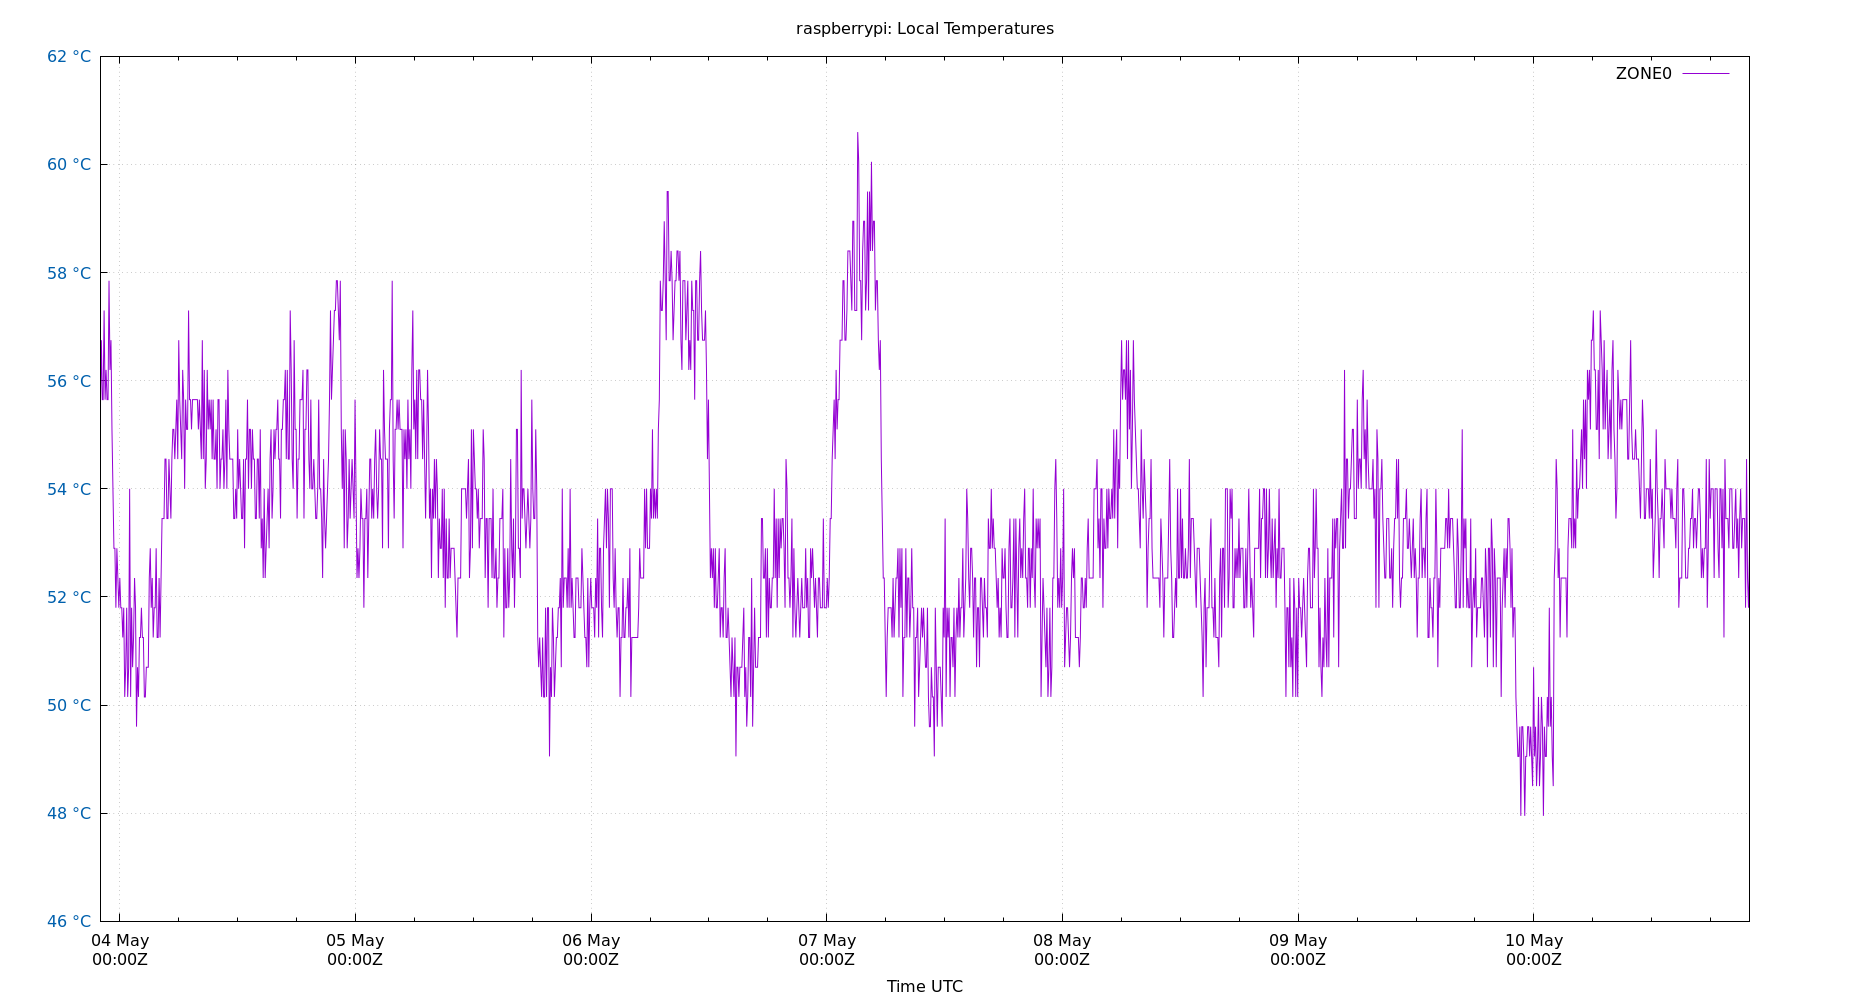 raspberrypi: Local Temperatures
62 °C
ZONE0
60 °C
58 °C
56 °C
54 °C
52 °C
50 °C
48 °C
46 °C
04 May 05 May 06 May 07 May 08 May 09 May 10 May
00:00Z 00:00Z 00:00Z 00:00Z 00:00Z 00:00Z 00:00Z
Time UTC